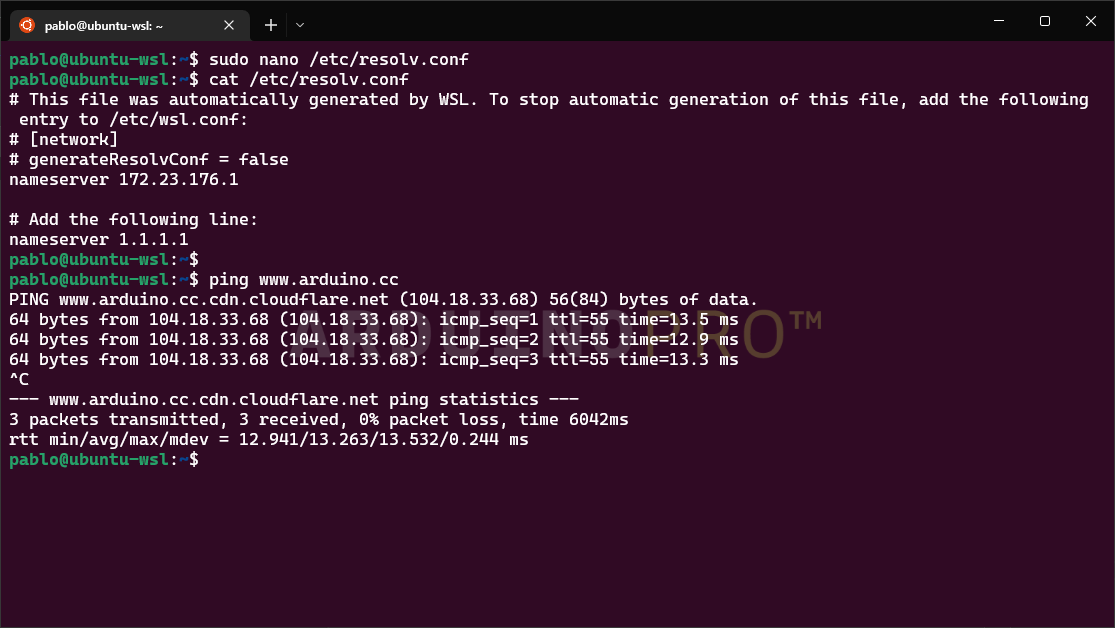 pablo@ubuntu-wsl: ~
pablo@ubuntu-wsl:~$ sudo nano /etc/resolv.conf
pablo@ubuntu-wsl:~$ cat /etc/resolv.conf
# This file was automatically generated by WSL. To stop automatic generation of this file, add the following
 entry to /etc/wsl.conf:
# [network]
# generateResolvConf = false
nameserver 172.23.176.1
# Add the following line:
nameserver 1.1.1.1
pablo@ubuntu-wsl:~$
pablo@ubuntu-wsl:~$ ping www.arduino.cc
PING www.arduino.cc.cdn.cloudflare.net (104.18.33.68) 56(84) bytes of data.
64 bytes from 104.18.33.68 (104.18.33.68): icmp_seq=1 ttl=55 time=13.5 ms
64 bytes from 104.18.33.68 (104.18.33.68): icmp_seq=2 ttl=55 time=12.9 ms
64 bytes from 104.18.33.68 (104.18.33.68): icmp_seq=3 ttl=55 time=13.3 ms
ARDUINO PRO™
^C
--- www.arduino.cc.cdn.cloudflare.net ping statistics ---
3 packets transmitted, 3 received, 0% packet loss, time 6042ms
rtt min/avg/max/mdev = 12.941/13.263/13.532/0.244 ms
pablo@ubuntu-wsl:~$